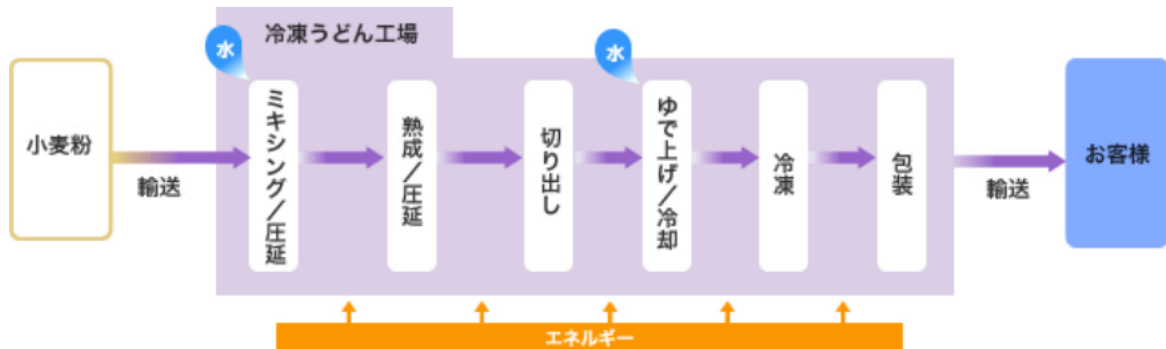 冷凍うどん工場
水
水
小麦粉
輸送
ミキシング/圧延
熟成/圧延
切り出し
ゆで上げ/冷却
冷凍
包装
輸送
お客様
エネルギー